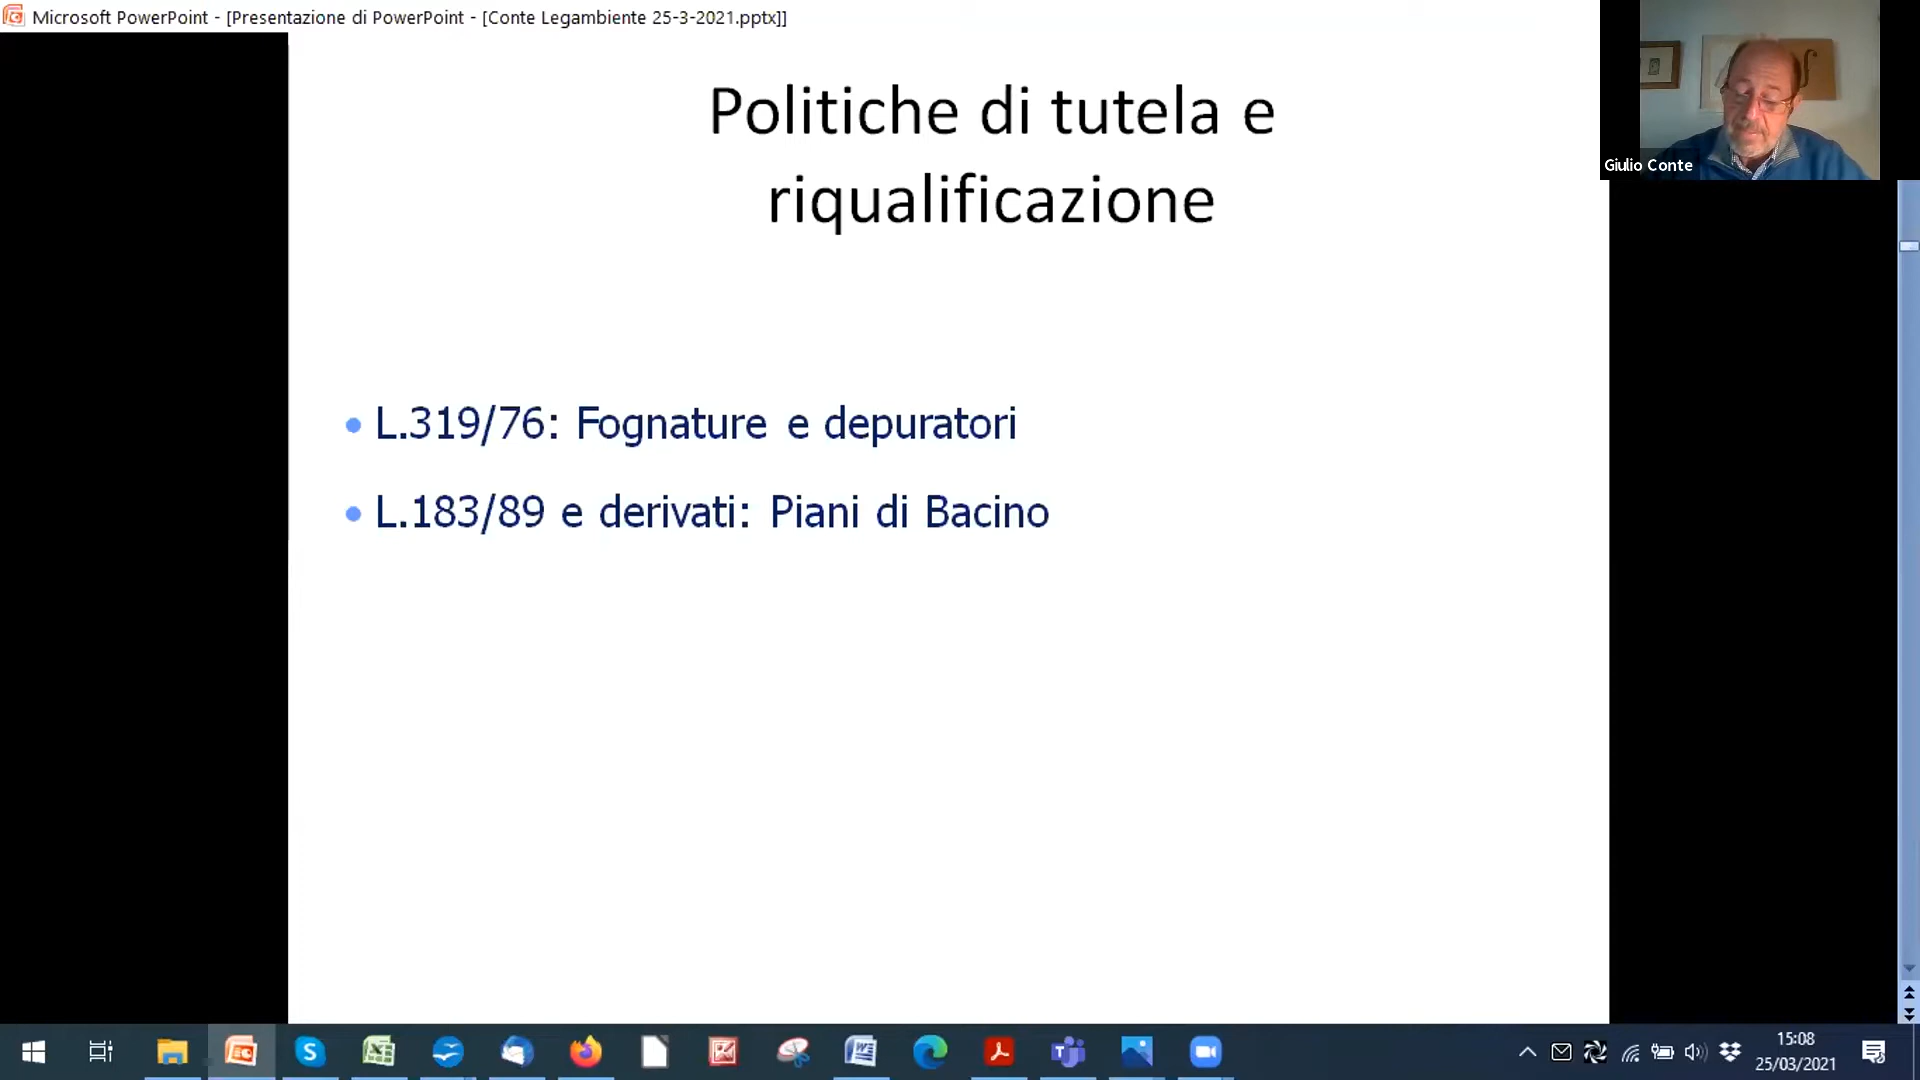 Microsoft PowerPoint - [Presentazione di PowerPoint - [Conte Legambiente 25-3-2021.pptx]]
Politiche di tutela e
riqualificazione
Giulio Conte
• L.319/76: Fognature e depuratori
• L.183/89 e derivati: Piani di Bacino
15:08
25/03/2021